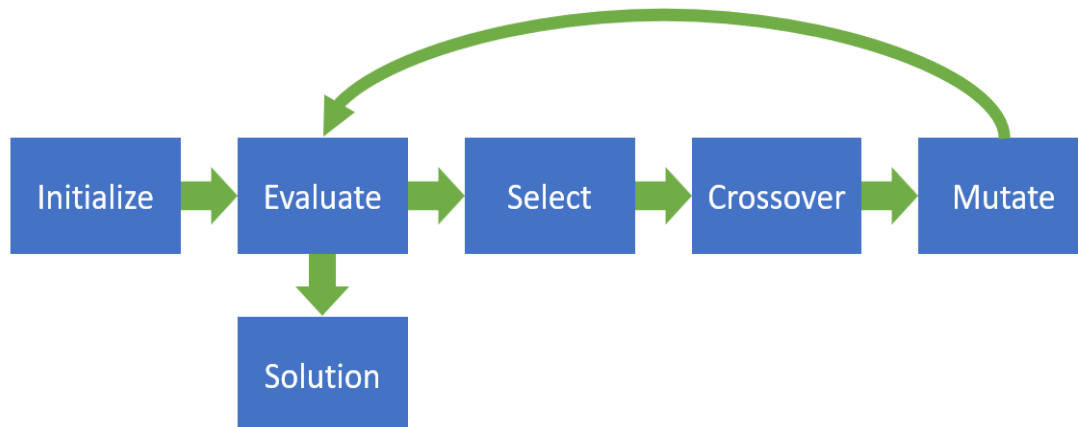 Initialize
Evaluate
Select
Crossover
Mutate
Solution